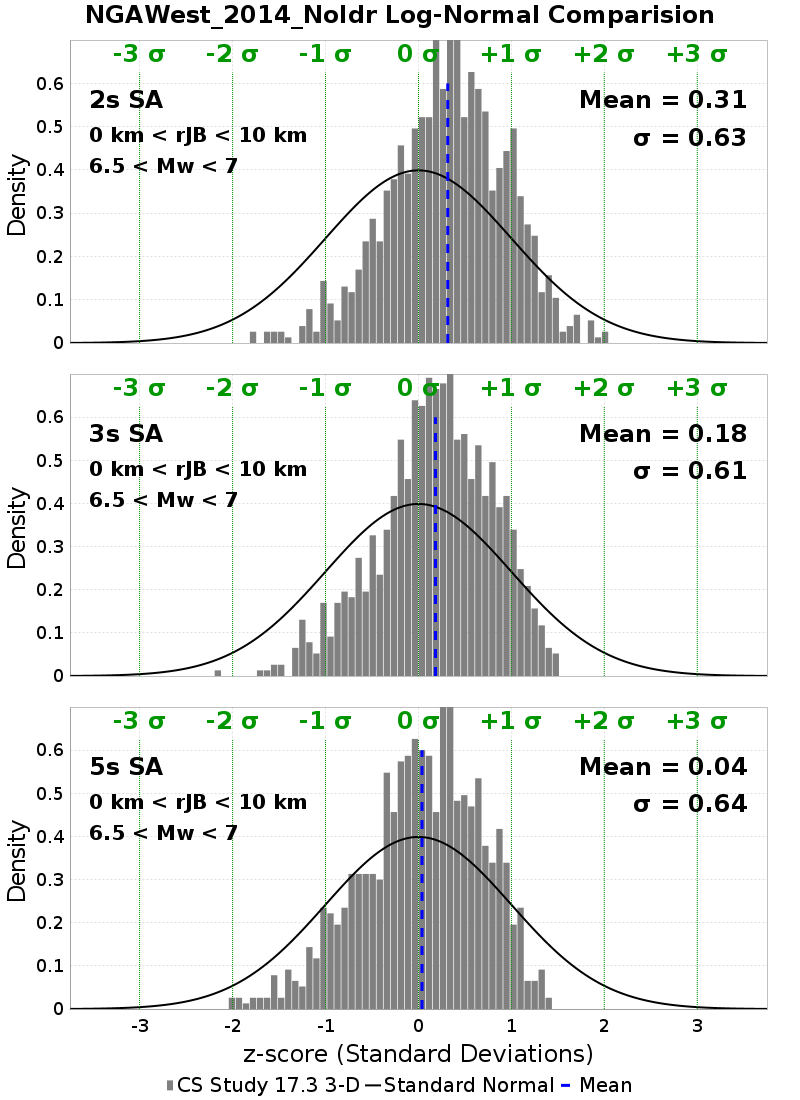 NGAWest_2014_NoIdr Log-Normal Comparision
-3 σ -2 σ -1 σ 0 σ +1 σ +2 σ +3 σ
2s SA
0 km < rJB < 10 km
6.5 < Mw < 7
Mean = 0.31
σ = 0.63
Density
0.6
0.5
0.4
0.3
0.2
0.1
0
-3 σ -2 σ -1 σ 0 σ +1 σ +2 σ +3 σ
3s SA
0 km < rJB < 10 km
6.5 < Mw < 7
Mean = 0.18
σ = 0.61
Density
0.6
0.5
0.4
0.3
0.2
0.1
0
-3 σ -2 σ -1 σ 0 σ +1 σ +2 σ +3 σ
5s SA
0 km < rJB < 10 km
6.5 < Mw < 7
Mean = 0.04
σ = 0.64
Density
0.6
0.5
0.4
0.3
0.2
0.1
0
-3 -2 -1 0 1 2 3
z-score (Standard Deviations)
CS Study 17.3 3-D Standard Normal Mean